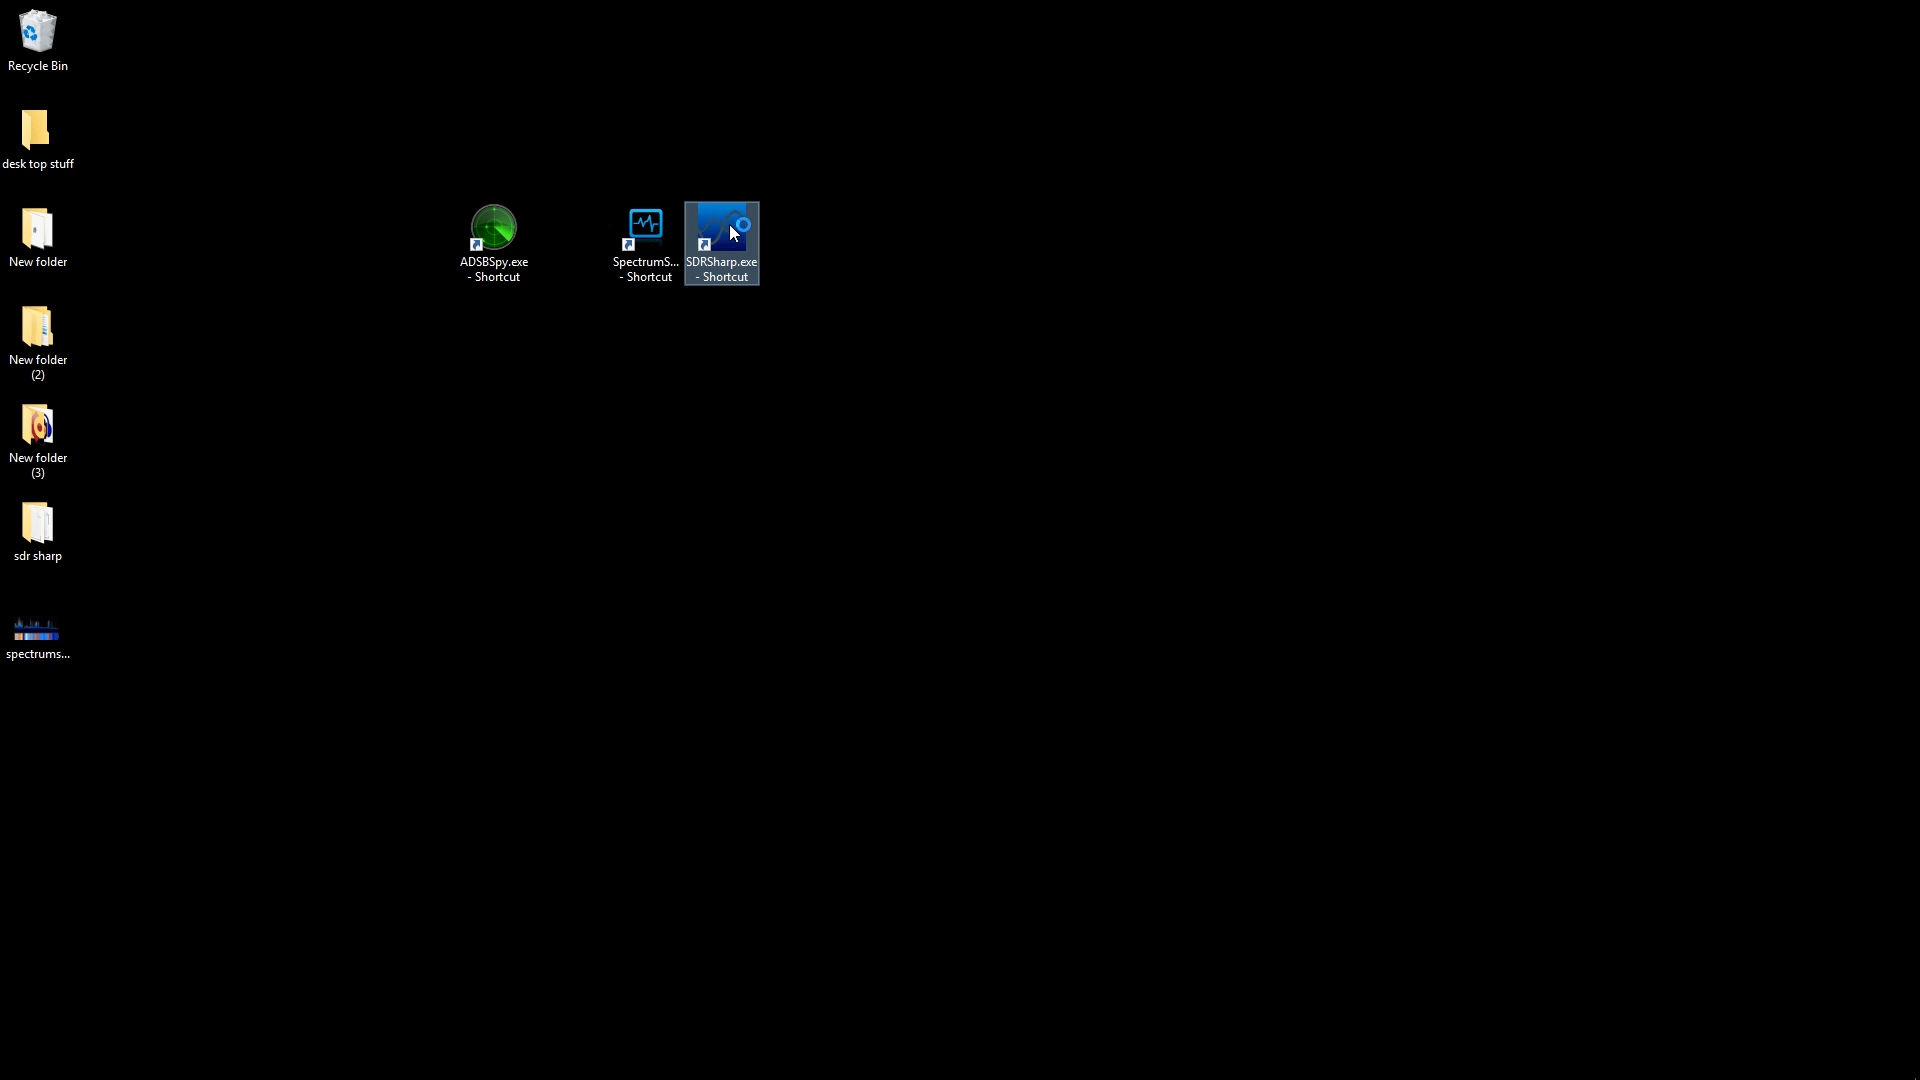 Recycle Bin
desk top stuff
New folder
New folder
(2)
New folder
(3)
sdr sharp
spectrums...
ADSBSpy.exe
- Shortcut
SpectrumS...
- Shortcut
SDRSharp.exe
- Shortcut